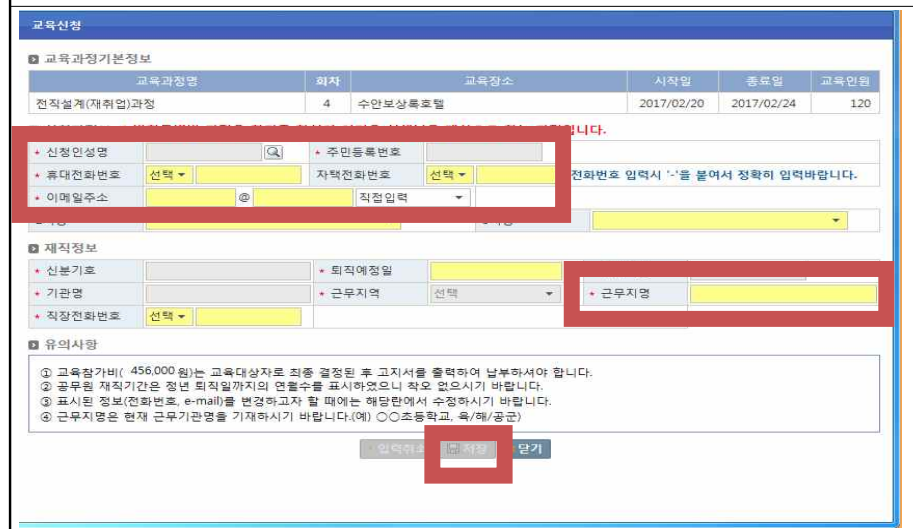 교육신청
교육과정기본정보
교육과정명 회차 교육장소 시작일 종료일 교육인원
전직설계(재취업)과정 4 수안보상록호텔 2017/02/20 2017/02/24 120
입니다.
* 신청인성명 * 주민등록번호
* 휴대전화번호 선택 자택전화번호 선택 전화번호 입력시 '-'을 붙여서 정확히 입력바랍니다.
* 이메일주소 @ 직접입력
재직정보
* 신분기호 * 퇴직예정일
* 기관명 * 근무지역 선택 * 근무지명
* 직장전화번호 선택
유의사항
① 교육참가비( 456,000 원)는 교육대상자로 최종 결정된 후 고지서를 출력하여 납부하셔야 합니다.
② 공무원 재직기간은 정년 퇴직일까지의 연월수를 표시하였으니 착오 없으시기 바랍니다.
③ 표시된 정보(전화번호, e-mail)를 변경하고자 할 때에는 해당란에서 수정하시기 바랍니다.
④ 근무지명은 현재 근무기관명을 기재하시기 바랍니다.(예) ○○초등학교, 육/해/공군)
입력취소 저장 닫기